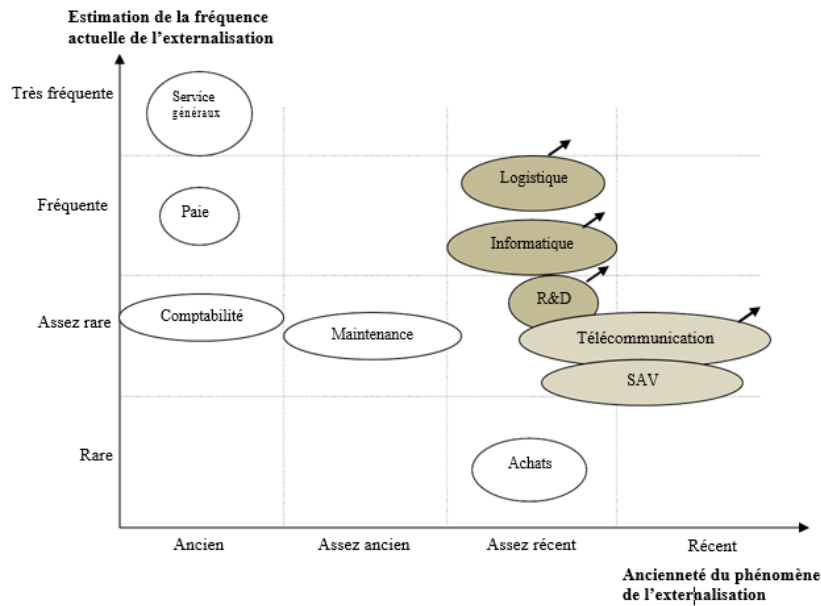 Estimation de la fréquence
actuelle de l'externalisation
Très fréquente
Service
généraux
Logistique
Fréquente
Paie
Informatique
R&D
Assez rare
Comptabilité
Maintenance
Télécommunication
SAV
Rare
Achats
Ancien
Assez ancien
Assez récent
Récent
Ancienneté du phénomène
de l'externalisation